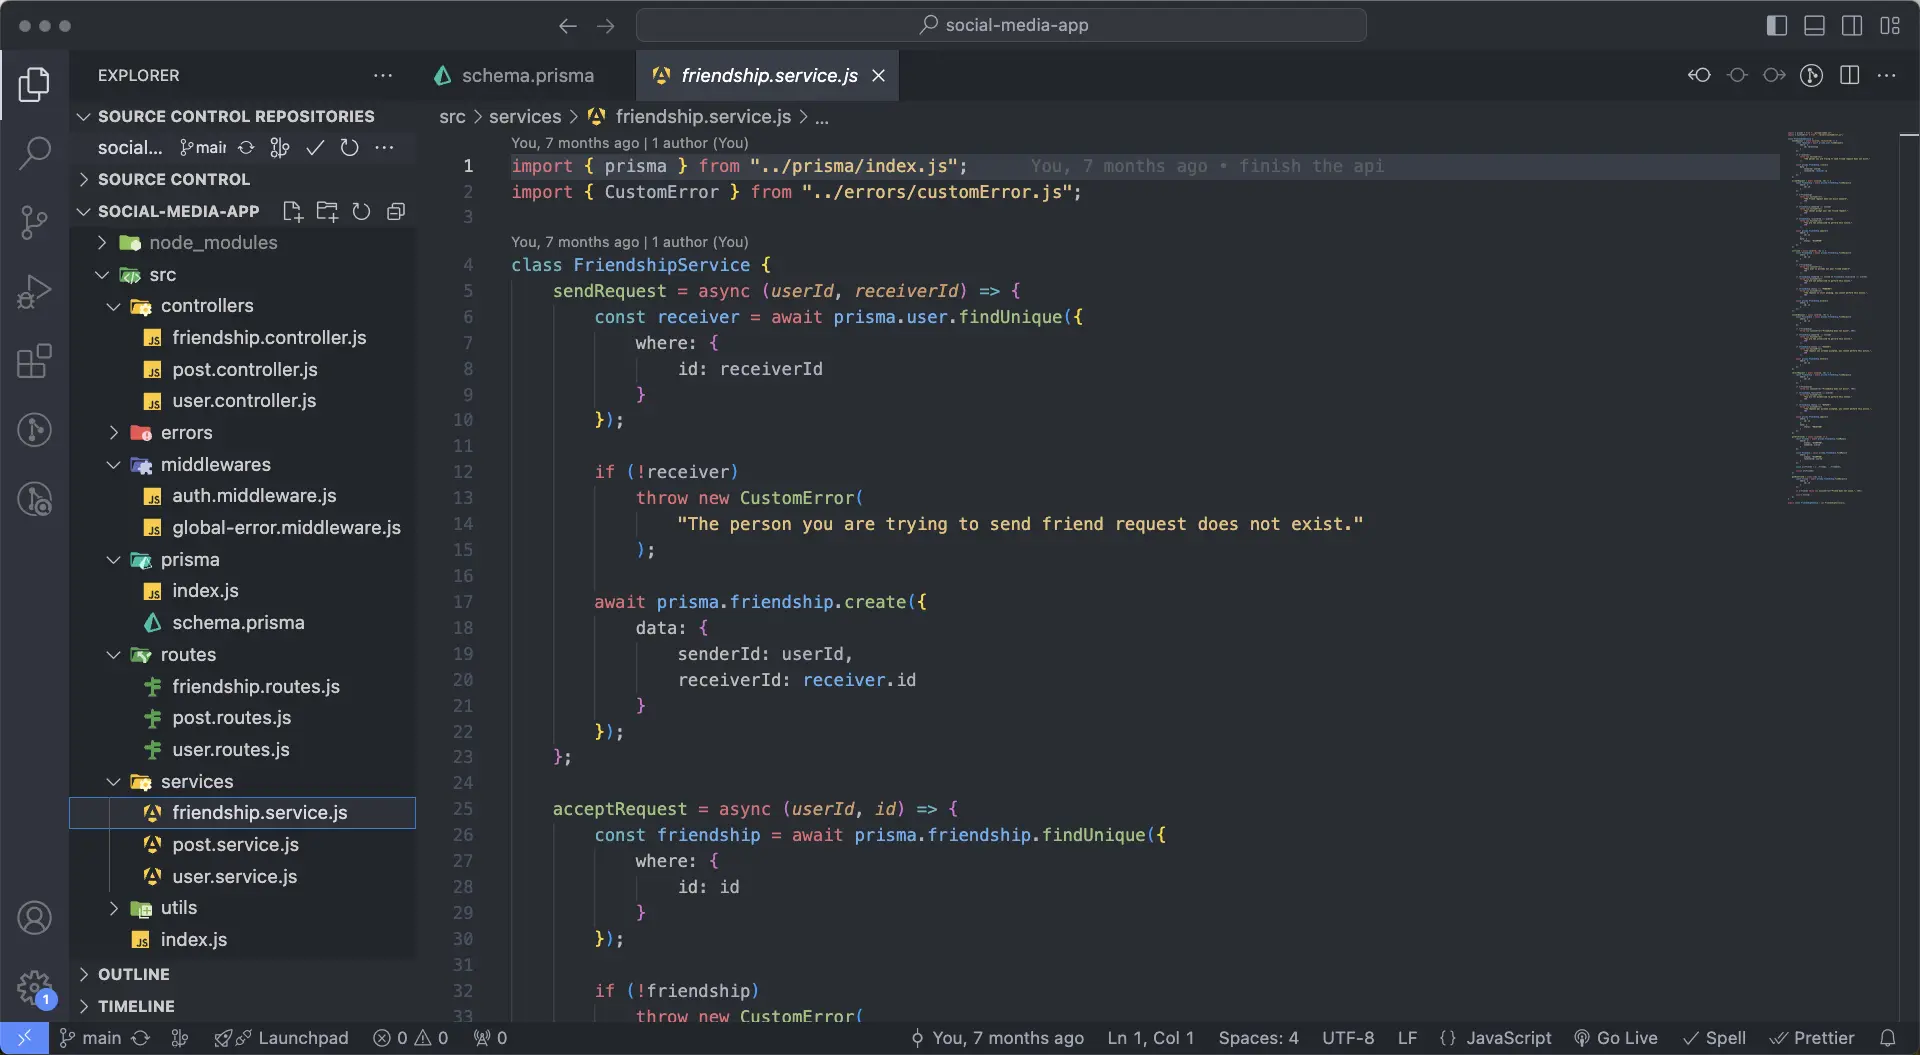 social-media-app
EXPLORER
schema.prisma
friendship.service.js
SOURCE CONTROL REPOSITORIES
social...
main
SOURCE CONTROL
SOCIAL-MEDIA-APP
node_modules
src
controllers
friendship.controller.js
post.controller.js
user.controller.js
errors
middlewares
auth.middleware.js
global-error.middleware.js
prisma
index.js
schema.prisma
routes
friendship.routes.js
post.routes.js
user.routes.js
services
friendship.service.js
post.service.js
user.service.js
utils
index.js
OUTLINE
TIMELINE
src > services > friendship.service.js > ...
You, 7 months ago | 1 author (You)
1 import { prisma } from "../prisma/index.js"; You, 7 months ago • finish the api
2 import { CustomError } from "../errors/customError.js";
3
You, 7 months ago | 1 author (You)
4 class FriendshipService {
5 sendRequest = async (userId, receiverId) => {
6 const receiver = await prisma.user.findUnique({
7 where: {
8 id: receiverId
9 }
10 });
11
12 if (!receiver)
13 throw new CustomError(
14 "The person you are trying to send friend request does not exist."
15 );
16
17 await prisma.friendship.create({
18 data: {
19 senderId: userId,
20 receiverId: receiver.id
21 }
22 });
23 };
24
25 acceptRequest = async (userId, id) => {
26 const friendship = await prisma.friendship.findUnique({
27 where: {
28 id: id
29 }
30 });
31
32 if (!friendship)
33 throw new CustomError(
1
main
Launchpad
0 0
0
You, 7 months ago
Ln 1, Col 1
Spaces: 4
UTF-8
LF
{} JavaScript
Go Live
Spell
Prettier